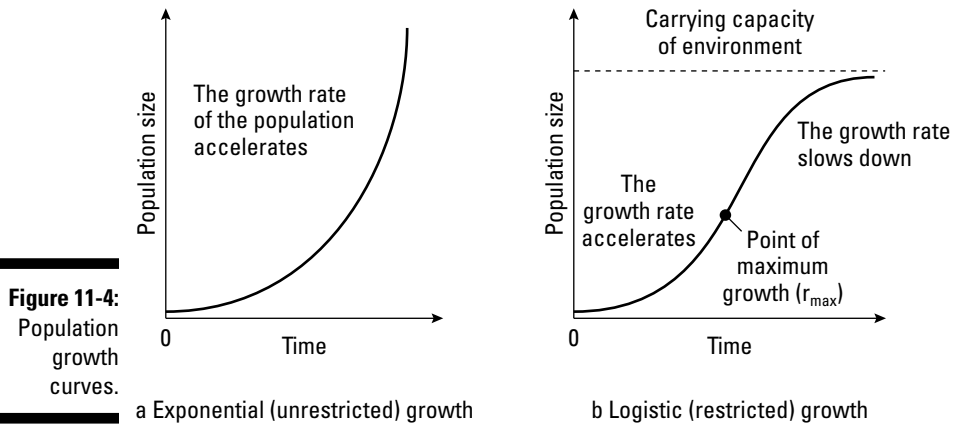 Figure 11-4:
Population
growth
curves.
Population size
The growth rate
of the population
accelerates
0
Time
a Exponential (unrestricted) growth
Carrying capacity
of environment
Population size
The growth rate
slows down
The
growth rate
accelerates
Point of
maximum
growth (rmax)
0
Time
b Logistic (restricted) growth